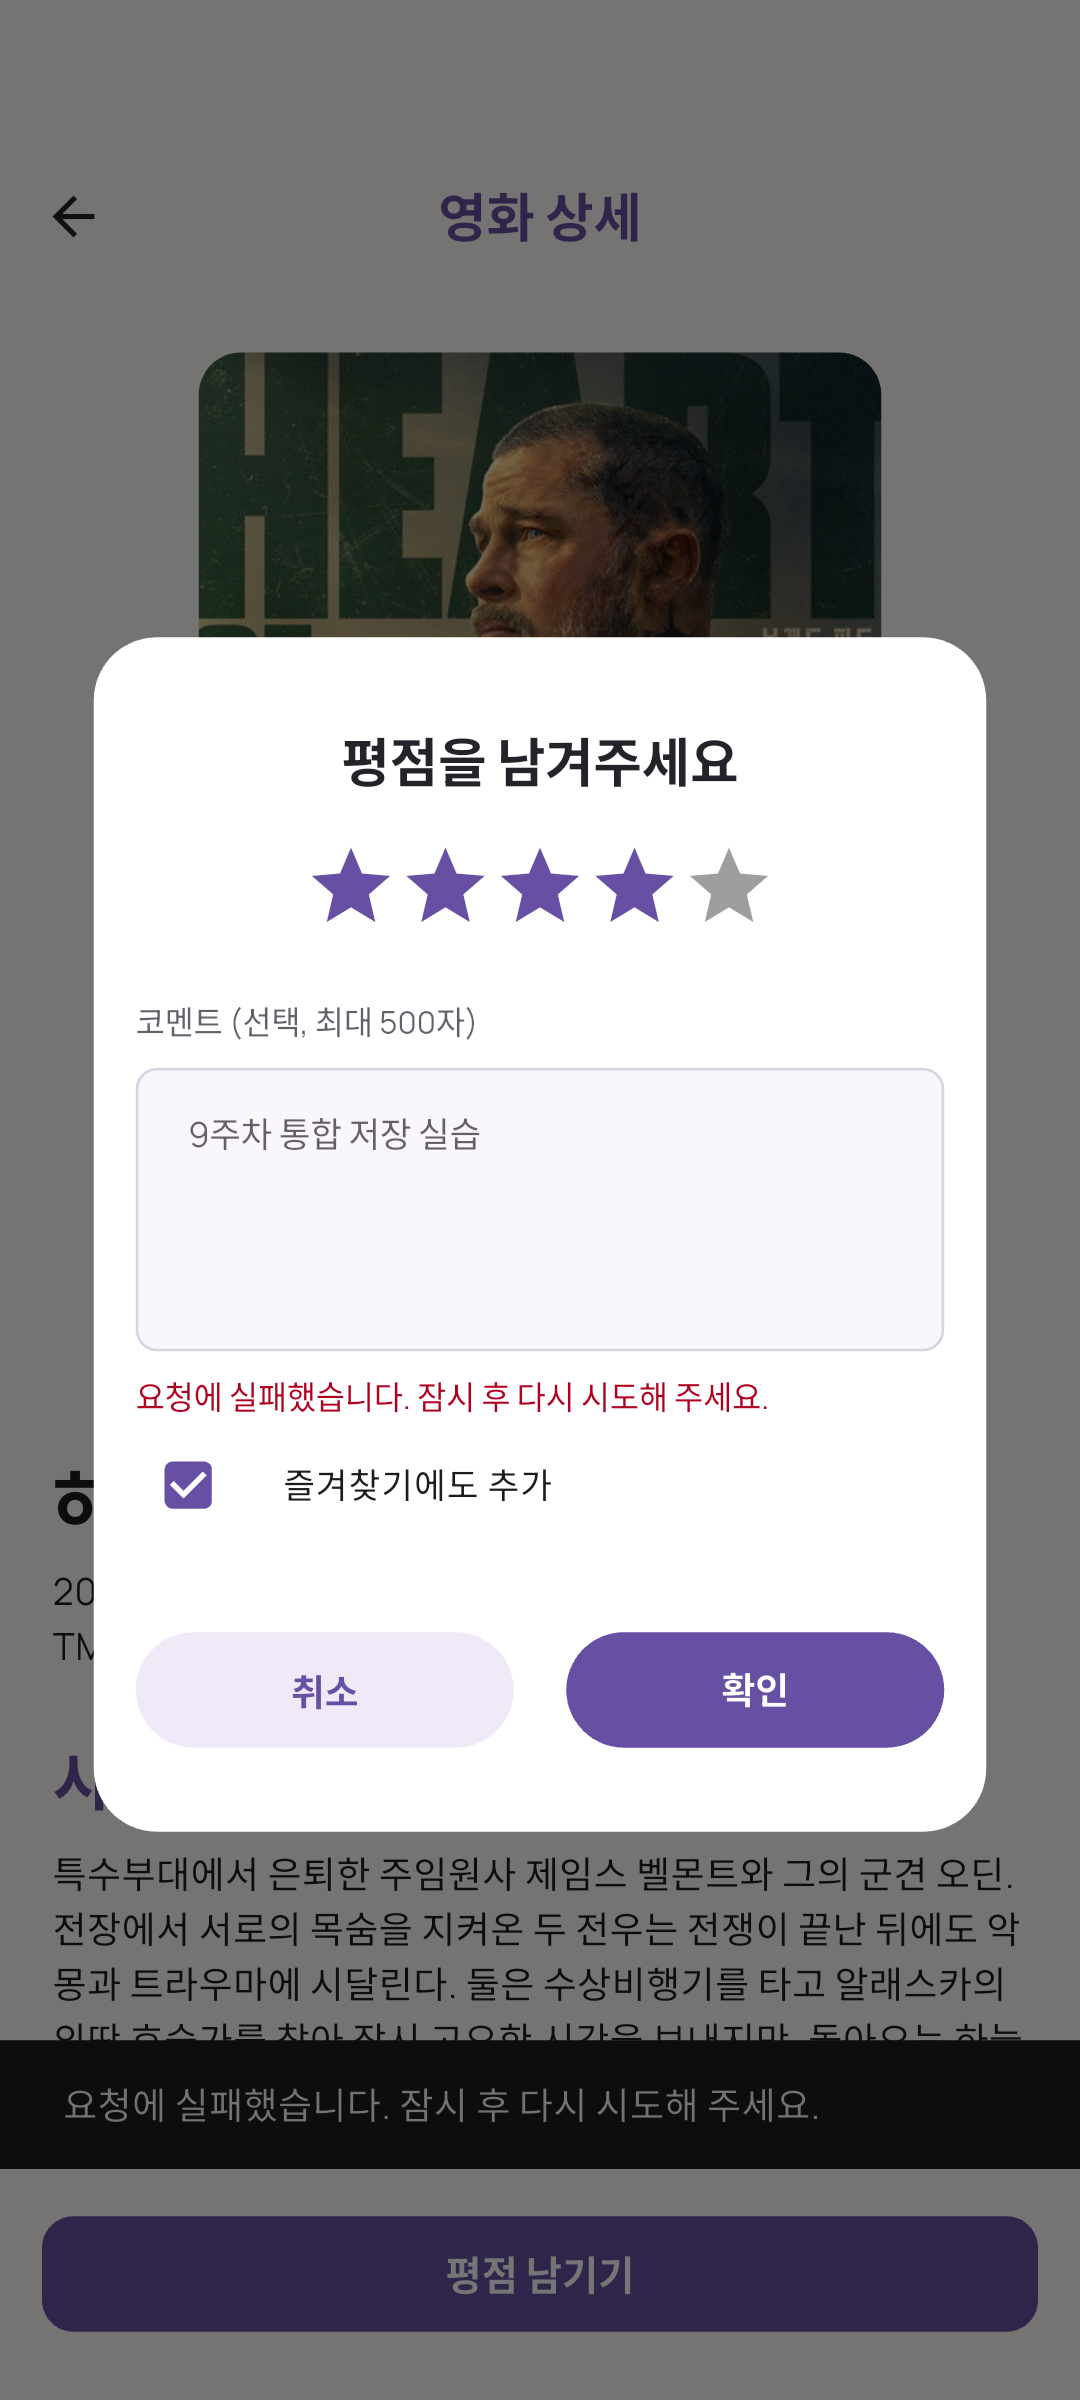 영화 상세
HEART
평점을 남겨주세요
코멘트 (선택, 최대 500자)
9주차 통합 저장 실습
요청에 실패했습니다. 잠시 후 다시 시도해 주세요.
즐겨찾기에도 추가
취소
확인
20
특수부대에서 은퇴한 주임원사 제임스 벨몬트와 그의 군견 오딘.
전장에서 서로의 목숨을 지켜온 두 전우는 전쟁이 끝난 뒤에도 악
몽과 트라우마에 시달린다. 둘은 수상비행기를 타고 알래스카의
요청에 실패했습니다. 잠시 후 다시 시도해 주세요.
평점 남기기